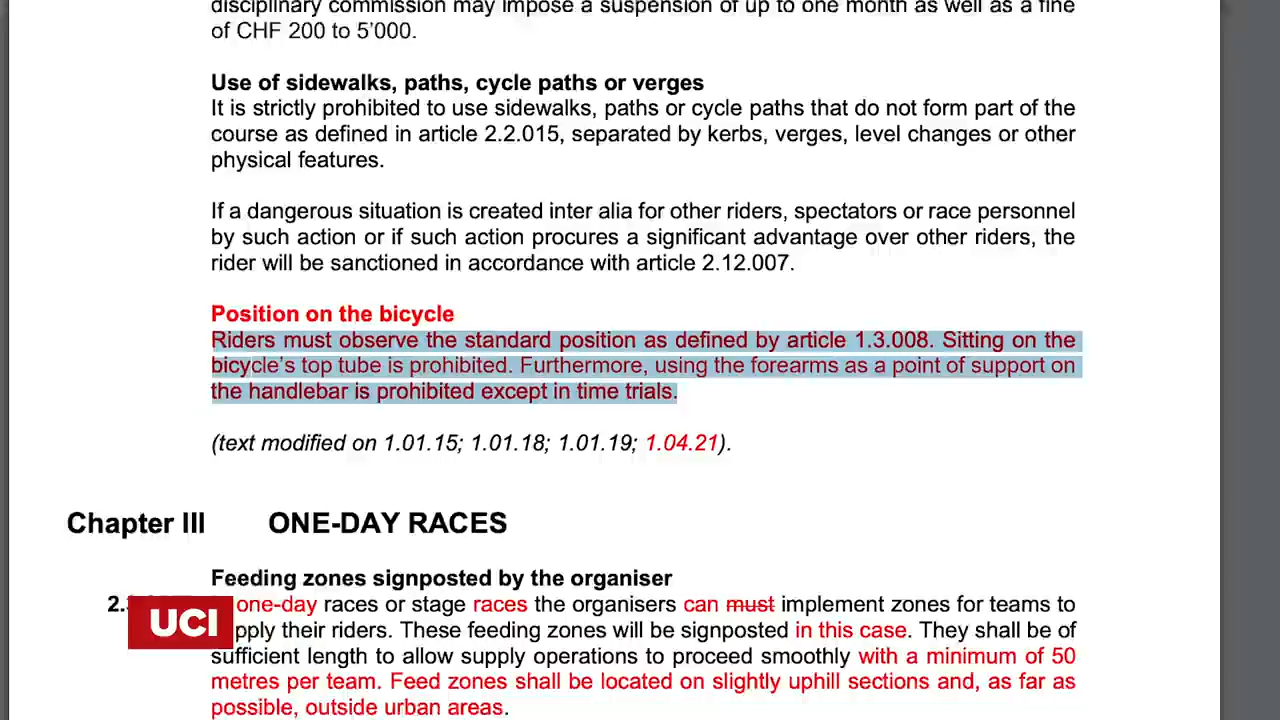 disciplinary commission may impose a suspension of up to one month as well as a fine
of CHF 200 to 5’000.
Use of sidewalks, paths, cycle paths or verges
It is strictly prohibited to use sidewalks, paths or cycle paths that do not form part of the
course as defined in article 2.2.015, separated by kerbs, verges, level changes or other
physical features.
If a dangerous situation is created inter alia for other riders, spectators or race personnel
by such action or if such action procures a significant advantage over other riders, the
rider will be sanctioned in accordance with article 2.12.007.
Position on the bicycle
Riders must observe the standard position as defined by article 1.3.008. Sitting on the
bicycle’s top tube is prohibited. Furthermore, using the forearms as a point of support on
the handlebar is prohibited except in time trials.
(text modified on 1.01.15; 1.01.18; 1.01.19; 1.04.21).
Chapter III ONE-DAY RACES
Feeding zones signposted by the organiser
2. one-day races or stage races the organisers can must implement zones for teams to
UCI pply their riders. These feeding zones will be signposted in this case. They shall be of
sufficient length to allow supply operations to proceed smoothly with a minimum of 50
metres per team. Feed zones shall be located on slightly uphill sections and, as far as
possible, outside urban areas.